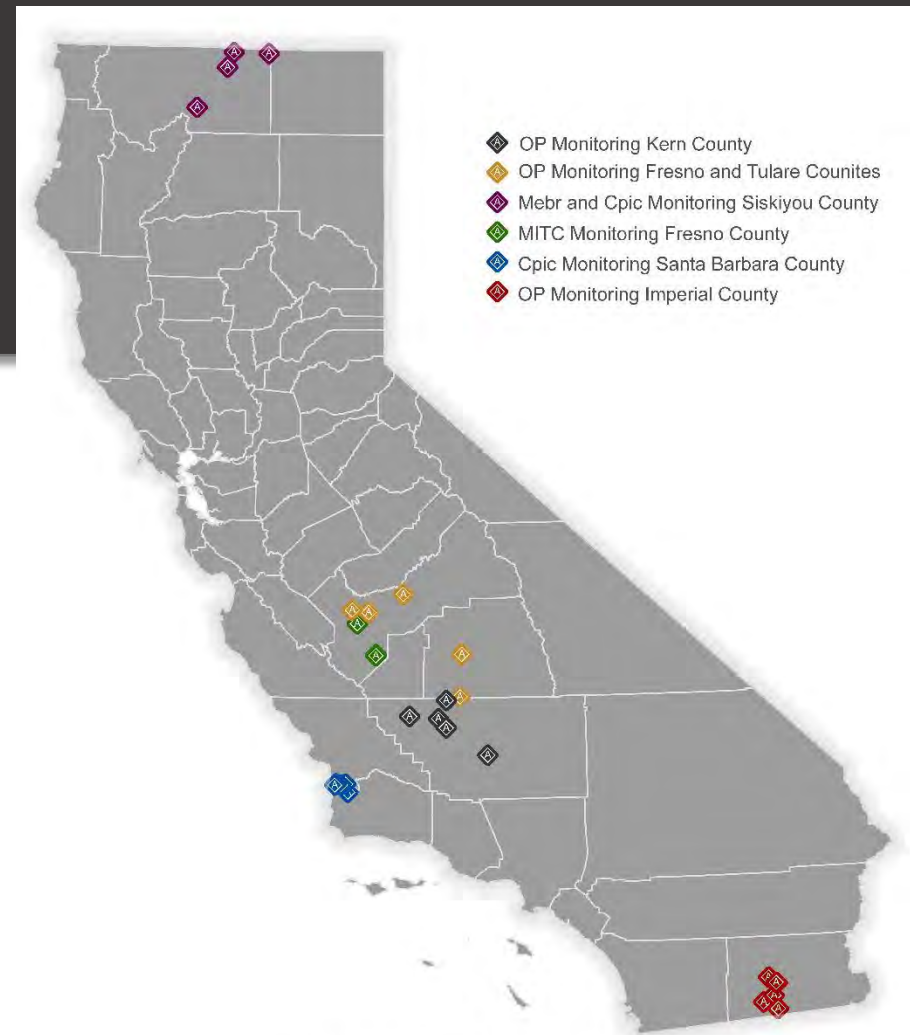 OP Monitoring Kern County
OP Monitoring Fresno and Tulare Counites
Mebr and Cpic Monitoring Siskiyou County
MITC Monitoring Fresno County
Cpic Monitoring Santa Barbara County
OP Monitoring Imperial County